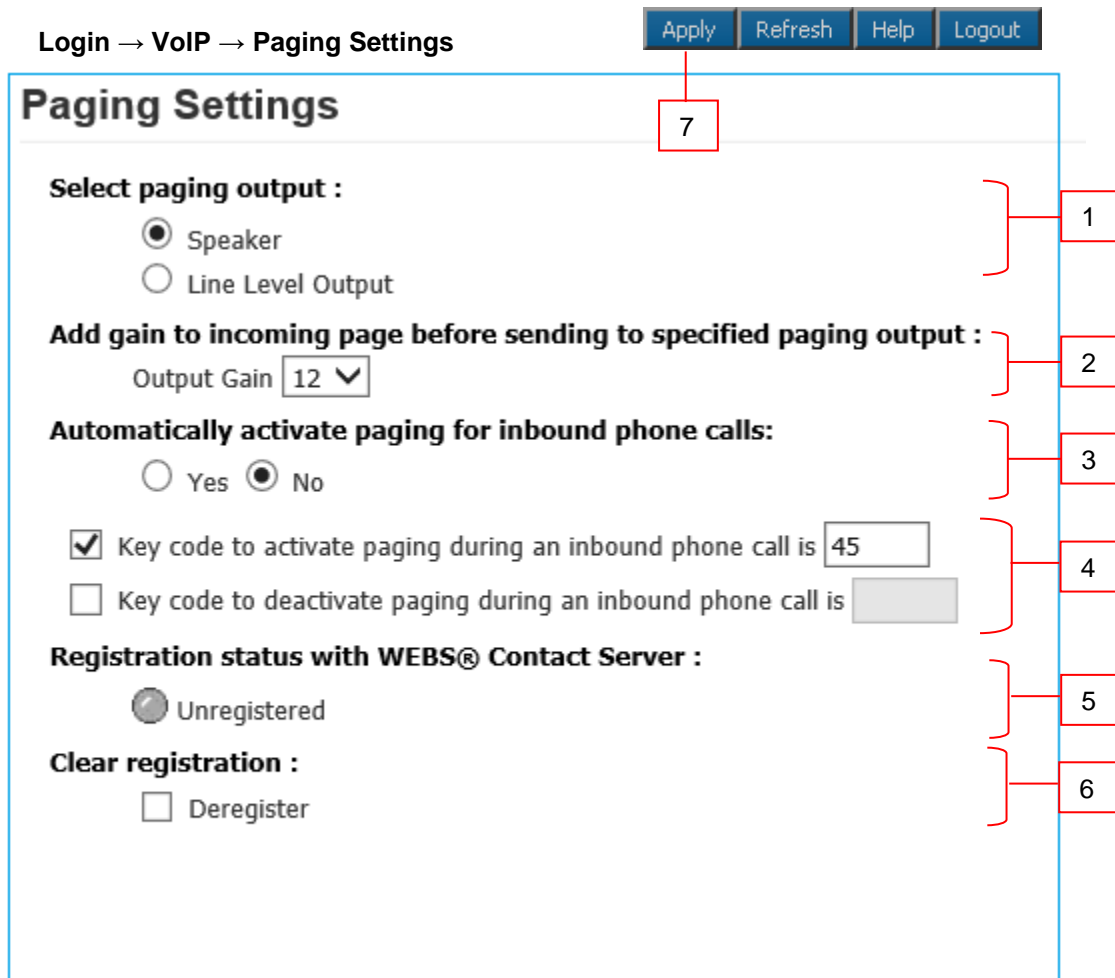 Login → VoIP → Paging Settings
Apply Refresh Help Logout
7
Paging Settings
Select paging output :
Speaker
Line Level Output
1
Add gain to incoming page before sending to specified paging output :
Output Gain 12
2
Automatically activate paging for inbound phone calls:
Yes No
3
Key code to activate paging during an inbound phone call is 45
Key code to deactivate paging during an inbound phone call is
4
Registration status with WEBS® Contact Server :
Unregistered
5
Clear registration :
Deregister
6